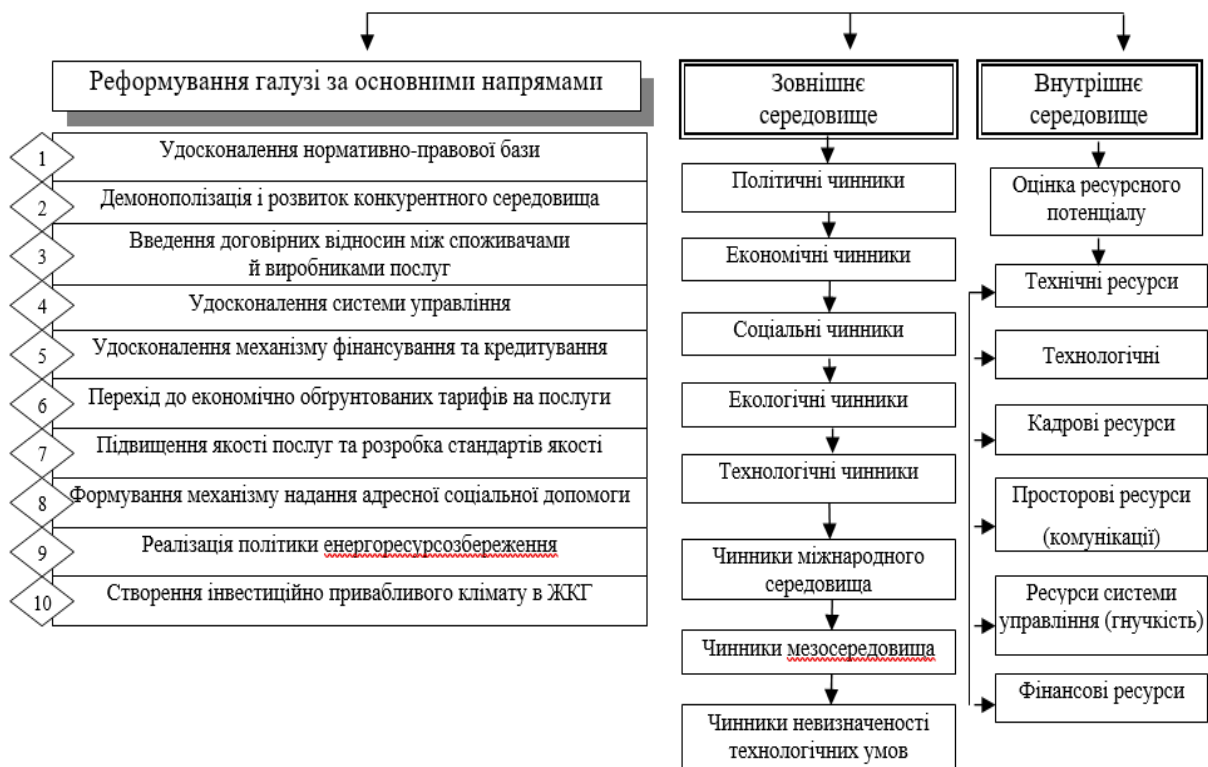 Реформування галузі за основними напрямами
1
Удосконалення нормативно-правової бази
2
Демонополізація і розвиток конкурентного середовища
3
Введення договірних відносин між споживачами
й виробниками послуг
4
Удосконалення системи управління
5
Удосконалення механізму фінансування та кредитування
6
Перехід до економічно обґрунтованих тарифів на послуги
7
Підвищення якості послуг та розробка стандартів якості
8
Формування механізму надання адресної соціальної допомоги
9
Реалізація політики енергоресурсозбереження
10
Створення інвестиційно привабливого клімату в ЖКГ
Зовнішнє
середовище
Політичні чинники
Економічні чинники
Соціальні чинники
Екологічні чинники
Технологічні чинники
Чинники міжнародного
середовища
Чинники мезосередовища
Чинники невизначеності
технологічних умов
Внутрішнє
середовище
Оцінка ресурсного
потенціалу
Технічні ресурси
Технологічні
Кадрові ресурси
Просторові ресурси
(комунікації)
Ресурси системи
управління (гнучкість)
Фінансові ресурси